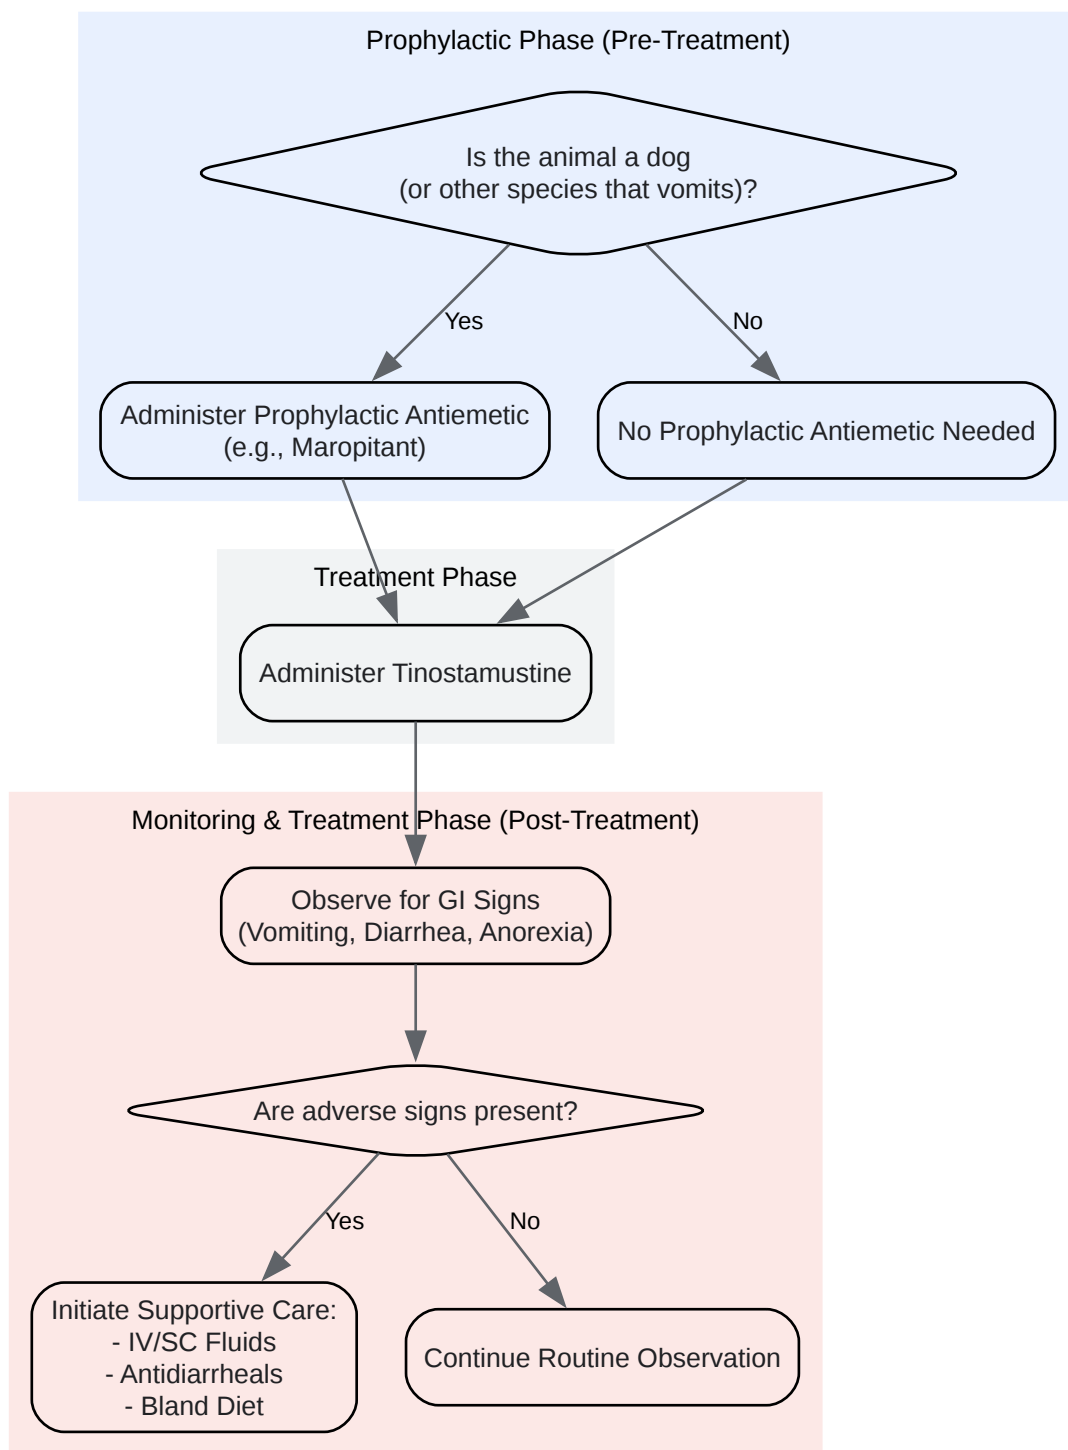 Prophylactic Phase (Pre-Treatment)
Is the animal a dog
(or other species that vomits)?
Yes
No
Administer Prophylactic Antiemetic
(e.g., Maropitant)
No Prophylactic Antiemetic Needed
Treatment Phase
Administer Tinostamustine
Monitoring & Treatment Phase (Post-Treatment)
Observe for GI Signs
(Vomiting, Diarrhea, Anorexia)
Are adverse signs present?
Yes
No
Initiate Supportive Care:
- IV/SC Fluids
- Antidiarrheals
- Bland Diet
Continue Routine Observation